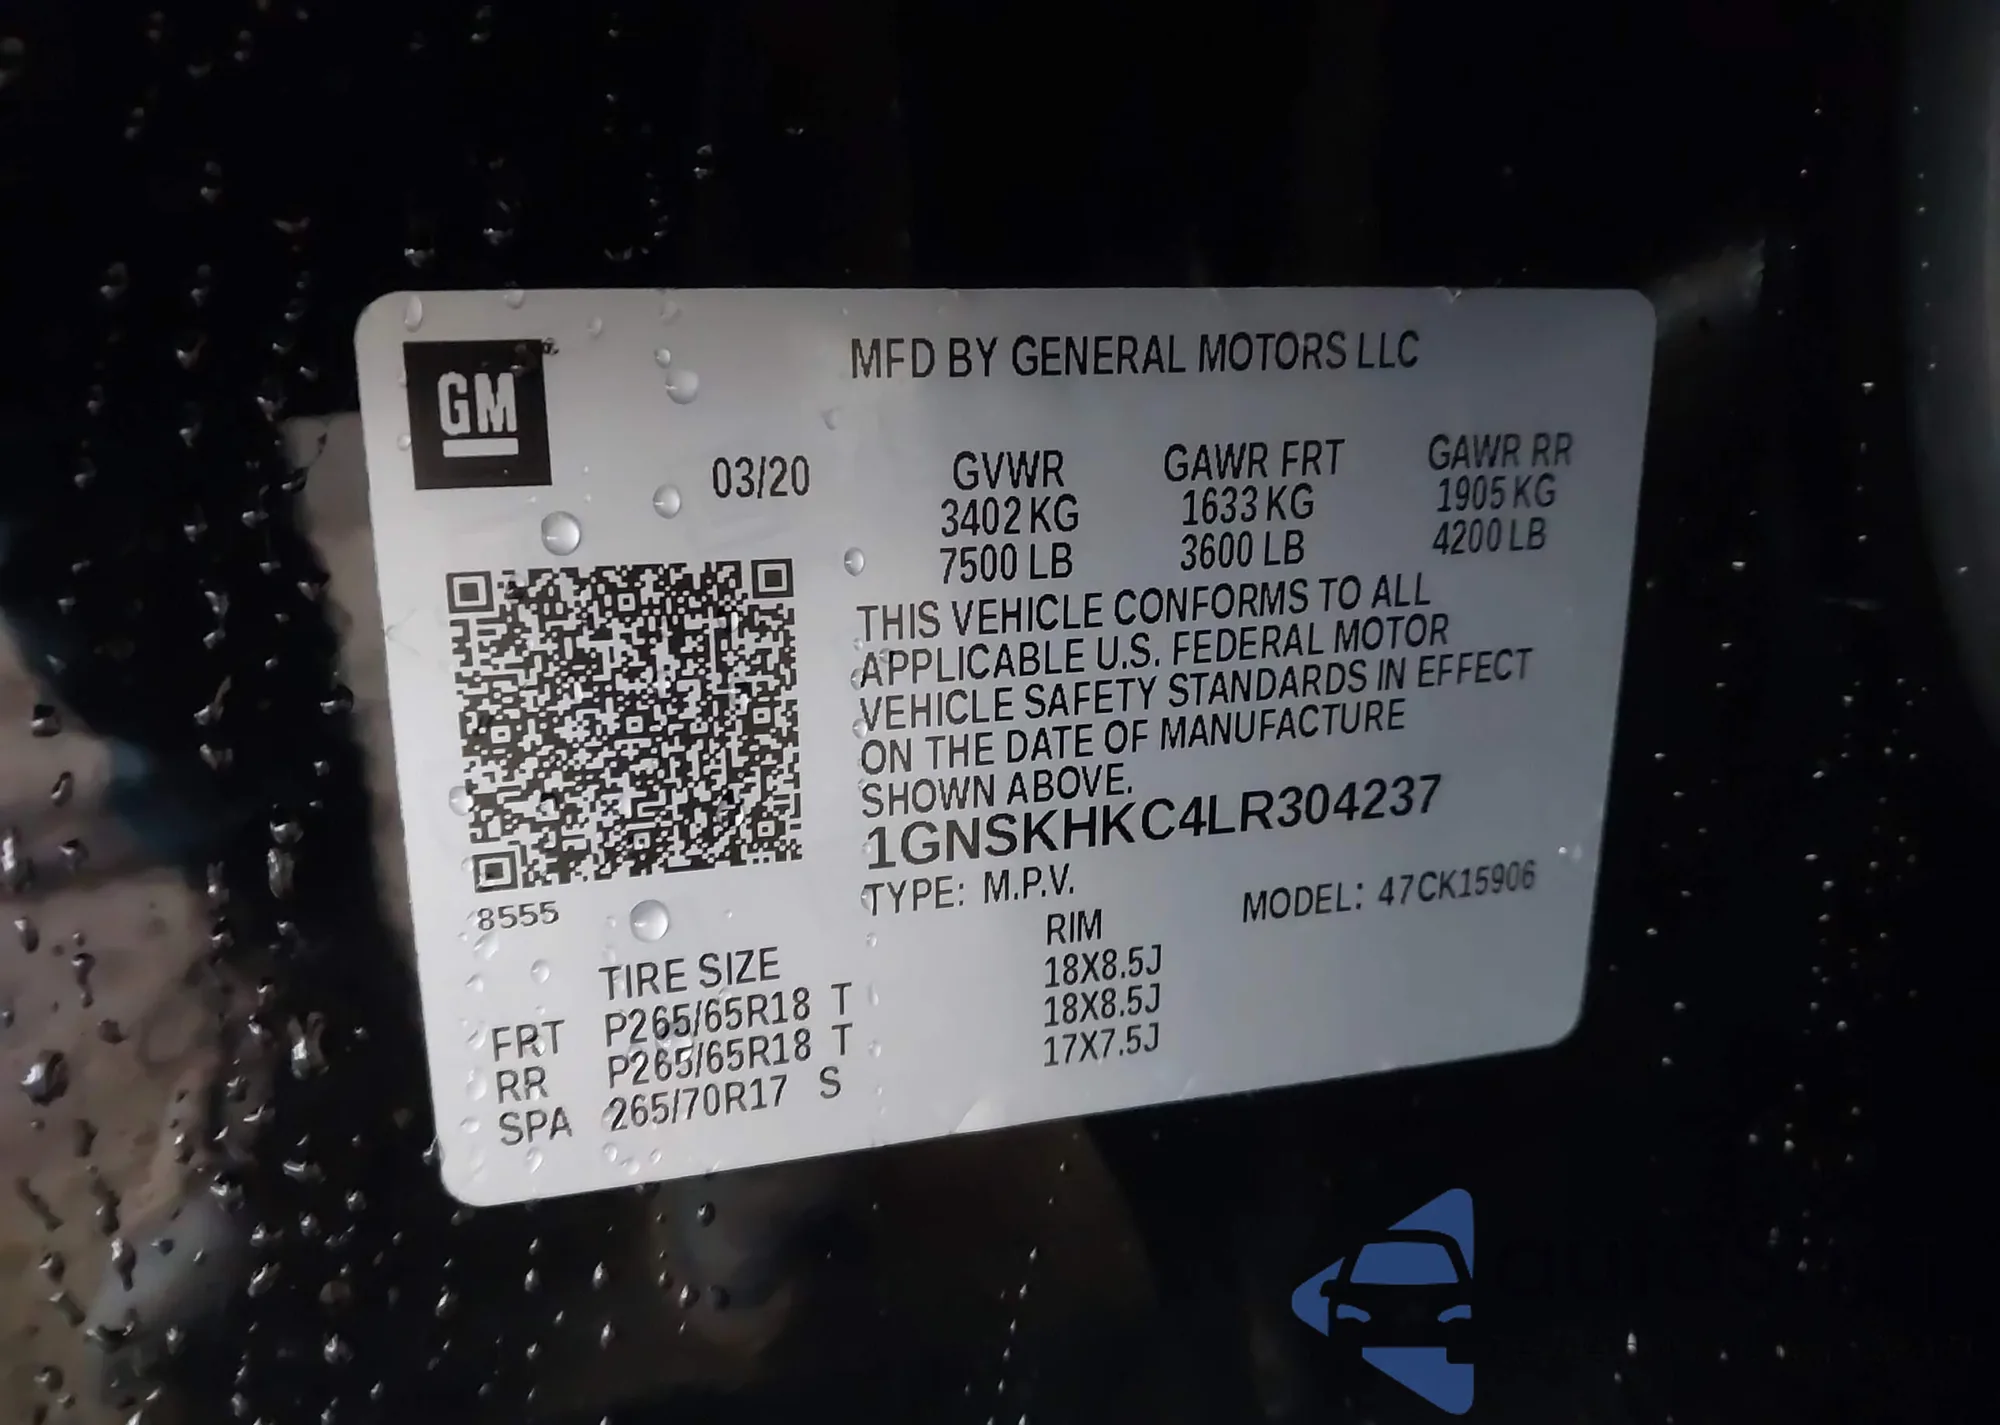 GM
MFD BY GENERAL MOTORS LLC
03/20
GVWR GAWR FRT GAWR RR
3402 KG 1633 KG 1905 KG
7500 LB 3600 LB 4200 LB
THIS VEHICLE CONFORMS TO ALL
APPLICABLE U.S. FEDERAL MOTOR
VEHICLE SAFETY STANDARDS IN EFFECT
ON THE DATE OF MANUFACTURE
SHOWN ABOVE.
1GNSKHKC4LR304237
TYPE: M.P.V. MODEL: 47CK15906
8555
TIRE SIZE RIM
FRT P265/65R18 T 18X8.5J
RR P265/65R18 T 18X8.5J
SPA 265/70R17 S 17X7.5J